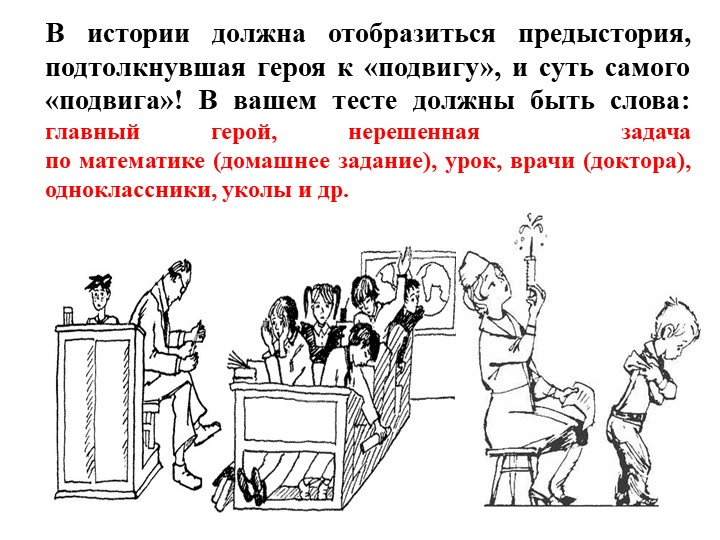 В истории должна отобразиться предыстория,
подтолкнувшая героя к «подвигу», и суть самого
«подвига»! В вашем тесте должны быть слова:
главный герой, нерешенная задача
по математике (домашнее задание), урок, врачи (доктора),
одноклассники, уколы и др.